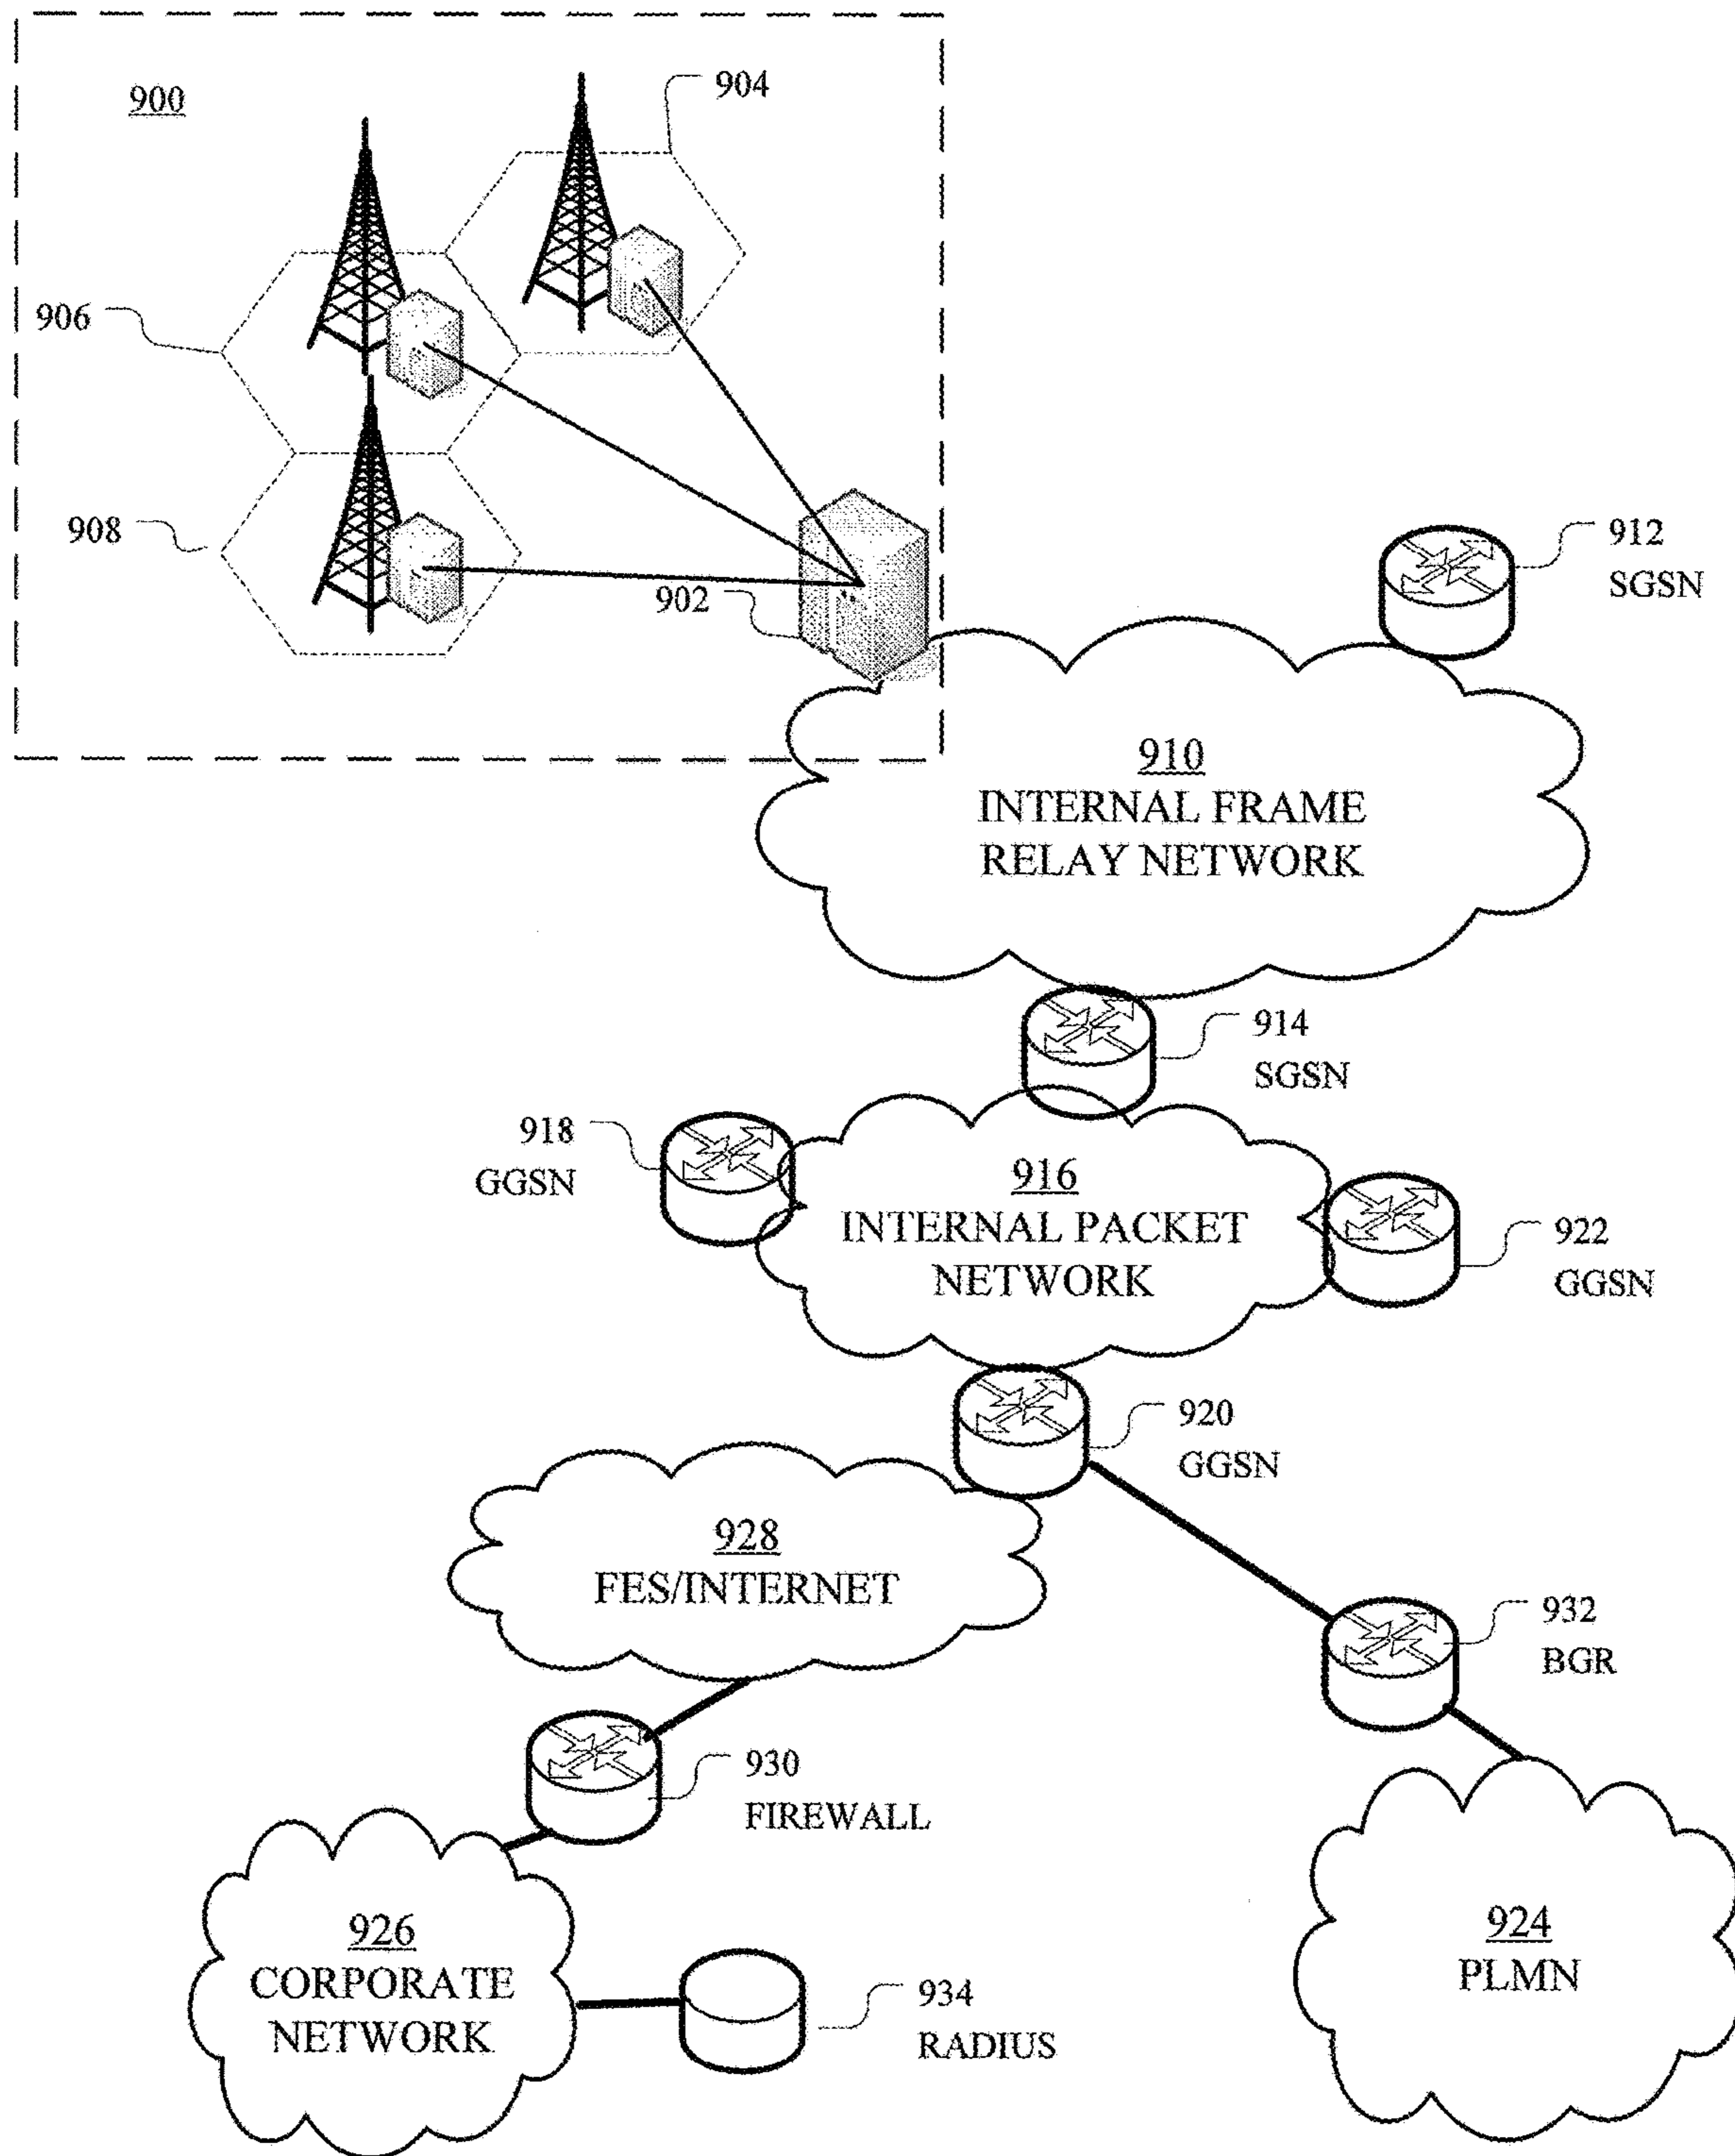 900
904
906
908
902
912
SGSN
910
INTERNAL FRAME
RELAY NETWORK
914
SGSN
918
GGSN
916
INTERNAL PACKET
NETWORK
922
GGSN
920
GGSN
928
FES/INTERNET
932
BGR
930
FIREWALL
926
CORPORATE
NETWORK
924
PLMN
934
RADIUS